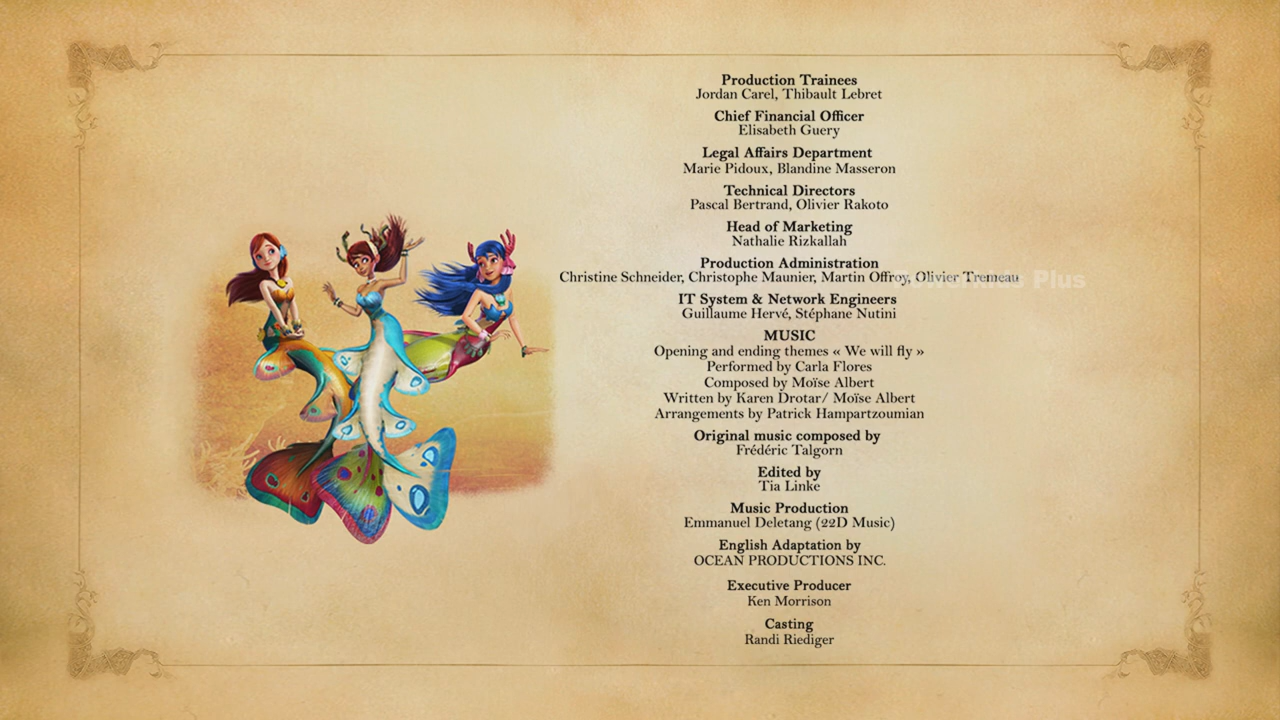 Production Trainees
Jordan Carel, Thibault Lebret
Chief Financial Officer
Elisabeth Guery
Legal Affairs Department
Marie Pidoux, Blandine Masseron
Technical Directors
Pascal Bertrand, Olivier Rakoto
Head of Marketing
Nathalie Rizkallah
Production Administration
Christine Schneider, Christophe Maunier, Martin Offroy, Olivier Tremeau
Plus
IT System & Network Engineers
Guillaume Hervé, Stéphane Nutini
MUSIC
Opening and ending themes « We will fly »
Performed by Carla Flores
Composed by Moïse Albert
Written by Karen Drotar/ Moïse Albert
Arrangements by Patrick Hampartzoumian
Original music composed by
Frédéric Talgorn
Edited by
Tia Linke
Music Production
Emmanuel Deletang (22D Music)
English Adaptation by
OCEAN PRODUCTIONS INC.
Executive Producer
Ken Morrison
Casting
Randi Riediger